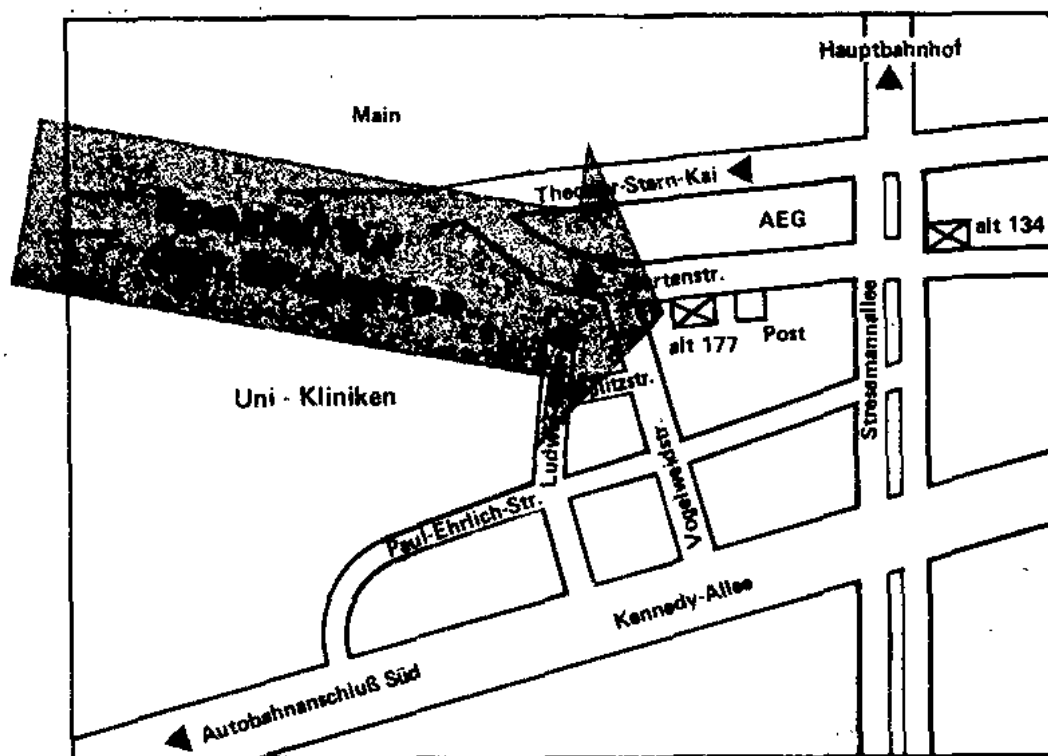 Hauptbahnhof
Main
Theodor-Stern-Kai
AEG
alt 134
alt 177
Post
Stresemannallee
Uni - Kliniken
Vogelweidstr.
Paul-Ehrlich-Str.
Kennedy-Allee
Autobahnanschluß Süd